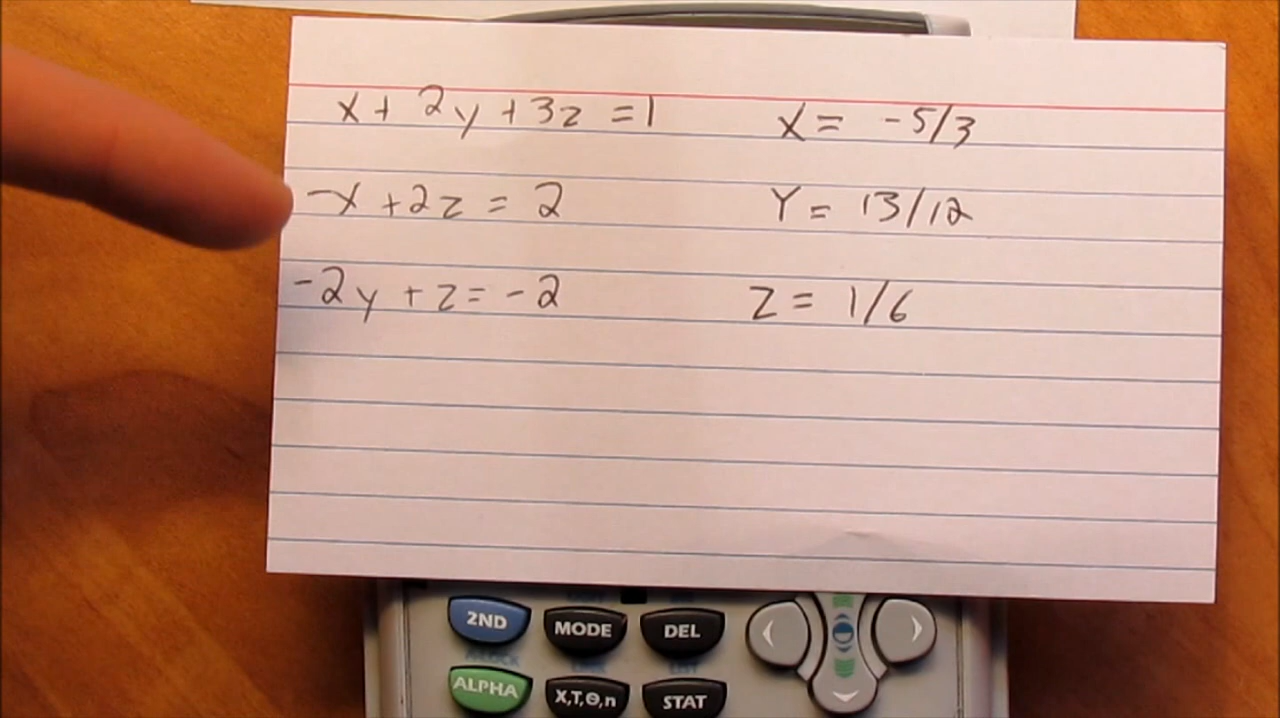 x + 2y + 3z = 1
x = -5/3
-x + 2z = 2
Y = 13/12
-2y + z = -2
z = 1/6
2ND
MODE
DEL
ALPHA
X,T,Θ,n
STAT